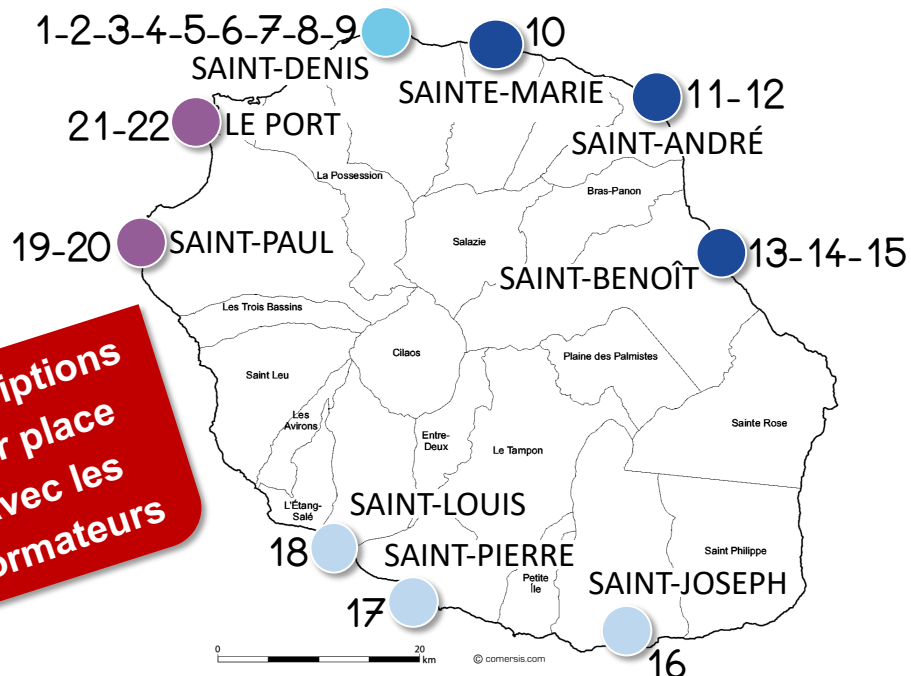 1-2-3-4-5-6-7-8-9
SAINT-DENIS
10
SAINTE-MARIE
11-12
SAINT-ANDRÉ
21-22
LE PORT
La Possession
Bras-Panon
19-20
SAINT-PAUL
Salazie
SAINT-BENOÎT
13-14-15
Les Trois Bassins
Cilaos
Plaine des Palmistes
Saint Leu
Les
Avirons
Entre-
Deux
Le Tampon
Sainte Rose
iptions
r place
avec les
ormateurs
L'Étang-
Salé
SAINT-LOUIS
18
SAINT-PIERRE
Petite
Île
Saint Philippe
SAINT-JOSEPH
17
16
0 20
km
© comersis.com